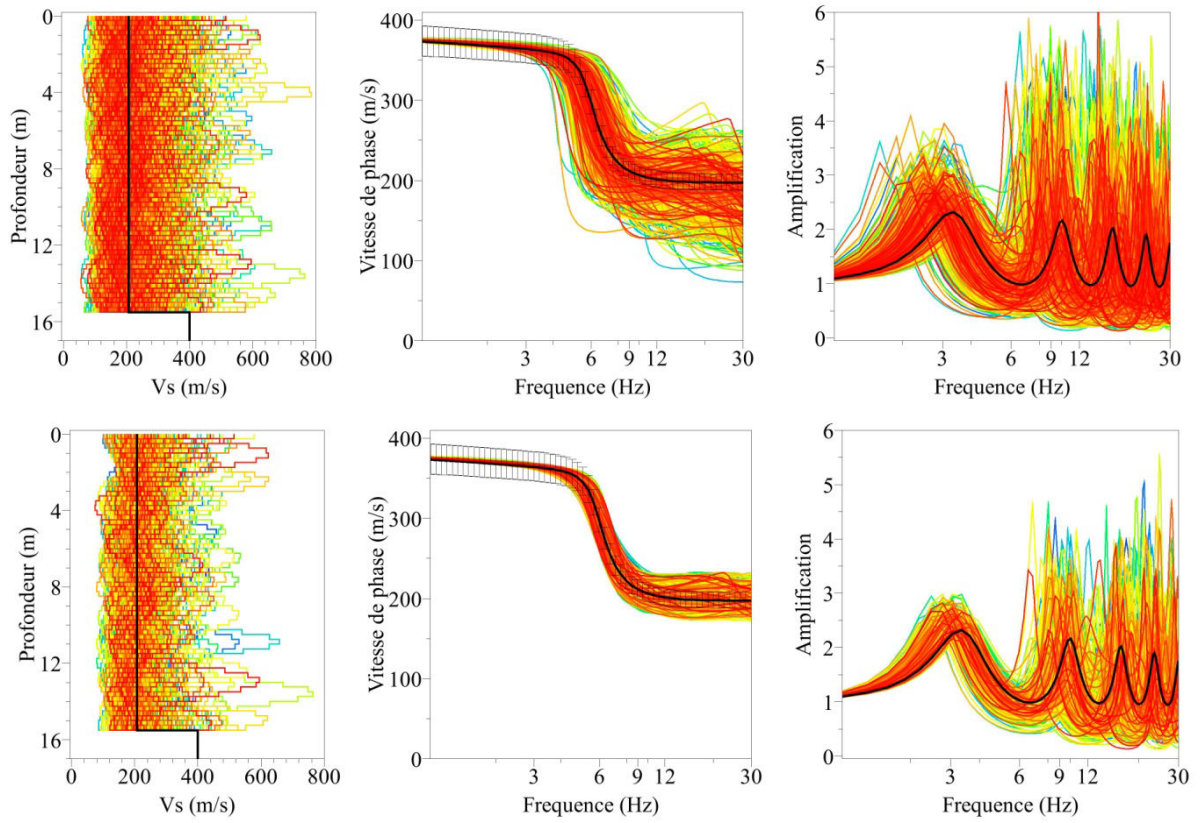 0
4
8
12
16
Profondeur (m)
0 200 400 600 800
Vs (m/s)
400
300
200
100
0
Vitesse de phase (m/s)
3 6 9 12 30
Frequence (Hz)
6
5
4
3
2
1
0
Amplification
3 6 9 12 30
Frequence (Hz)
0
4
8
12
16
Profondeur (m)
0 200 400 600 800
Vs (m/s)
400
300
200
100
0
Vitesse de phase (m/s)
3 6 9 12 30
Frequence (Hz)
6
5
4
3
2
1
0
Amplification
3 6 9 12 30
Frequence (Hz)